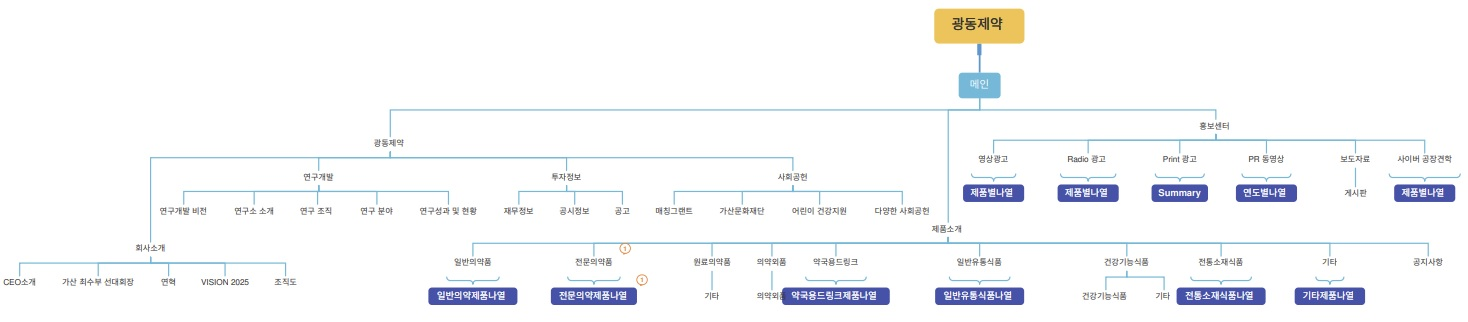 광동제약
메인
광동제약
홍보센터
연구개발
투자정보
사회공헌
영상광고
Radio 광고
Print 광고
PR 동영상
보도자료
사이버 공장견학
제품별나열
제품별나열
Summary
연도별나열
게시판
제품별나열
연구개발 비전
연구소 소개
연구 조직
연구 분야
연구성과 및 현황
재무정보
공시정보
공고
매칭그랜트
가산문화재단
어린이 건강지원
다양한 사회공헌
제품소개
회사소개
1
일반의약품
전문의약품
원료의약품
의약외품
약국용드링크
일반유통식품
건강기능식품
전통소재식품
기타
공지사항
CEO소개
가산 최수부 선대회장
연혁
VISION 2025
조직도
1
일반의약제품나열
전문의약제품나열
기타
의약외품
약국용드링크제품나열
일반유통식품나열
건강기능식품
기타
전통소재식품나열
기타제품나열